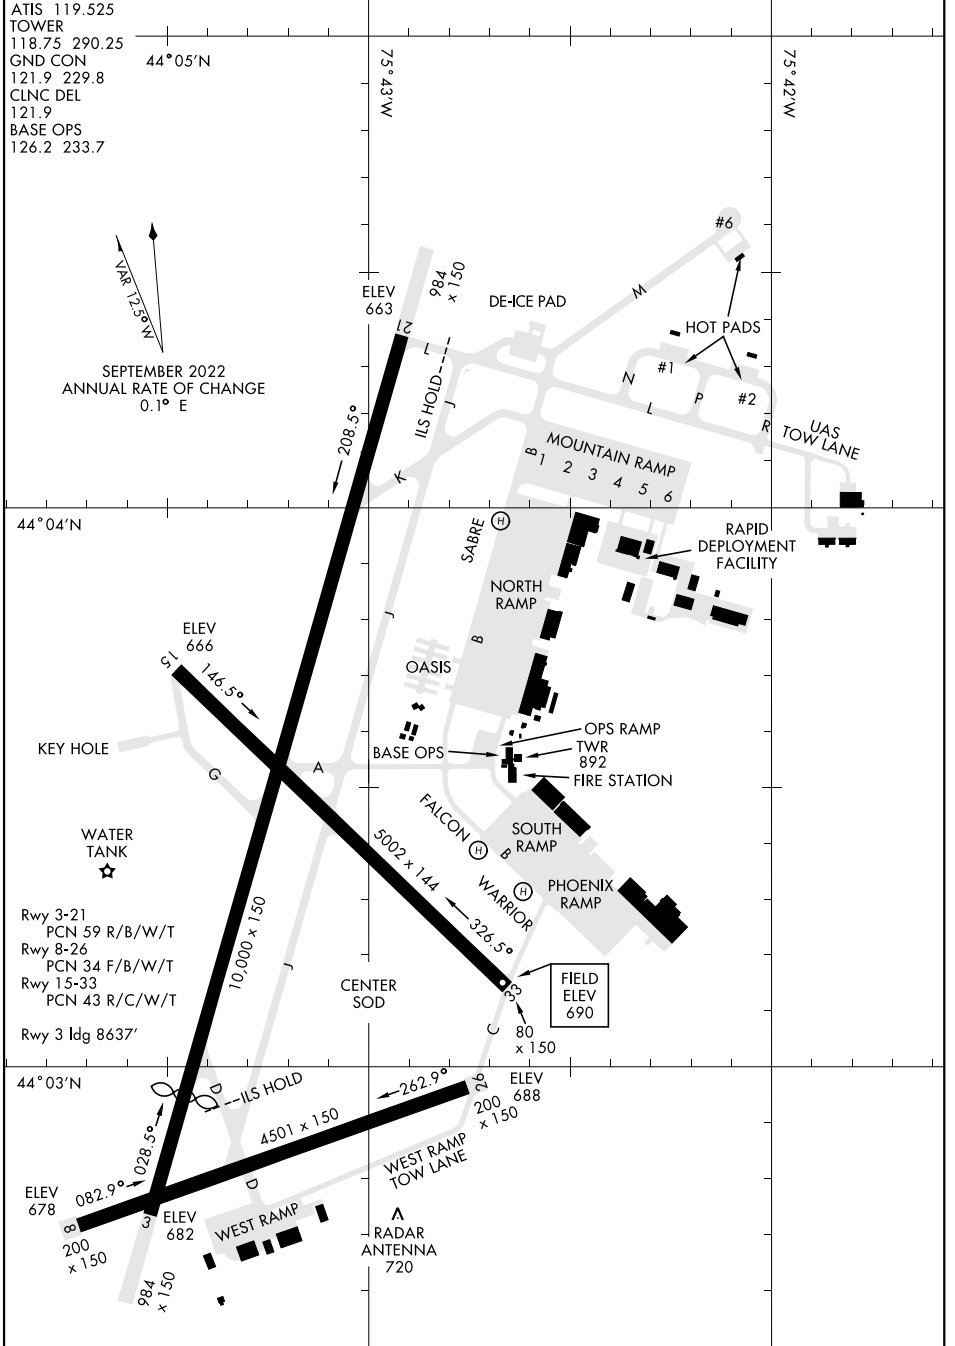 ATIS 119.525
TOWER
118.75 290.25
GND CON
121.9 229.8
CLNC DEL
121.9
BASE OPS
126.2 233.7
44°05'N
75°43'W
75°42'W
VAR 12.5° W
SEPTEMBER 2022
ANNUAL RATE OF CHANGE
0.1° E
ELEV
663
984
x 150
21
L
ILS HOLD
J
208.5°
K
DE-ICE PAD
M
#6
HOT PADS
#1
#2
N
L
P
R
UAS
TOW LANE
B
MOUNTAIN RAMP
1
2
3
4
5
6
44°04'N
SABRE
H
RAPID
DEPLOYMENT
FACILITY
NORTH
RAMP
B
J
ELEV
666
15
146.5°
OASIS
KEY HOLE
G
A
BASE OPS
OPS RAMP
TWR
892
FIRE STATION
FALCON
H
B
SOUTH
RAMP
WARRIOR
H
PHOENIX
RAMP
WATER
TANK
5002 x 144
326.5°
10,000 x 150
Rwy 3-21
PCN 59 R/B/W/T
Rwy 8-26
PCN 34 F/B/W/T
Rwy 15-33
PCN 43 R/C/W/T
Rwy 3 ldg 8637'
J
CENTER
SOD
33
FIELD
ELEV
690
80
x 150
C
44°03'N
D
ILS HOLD
262.9°
26
ELEV
688
200
x 150
4501 x 150
028.5°
082.9°
WEST RAMP
TOW LANE
D
ELEV
678
8
200
x 150
3
ELEV
682
WEST RAMP
RADAR
ANTENNA
720
984
x 150